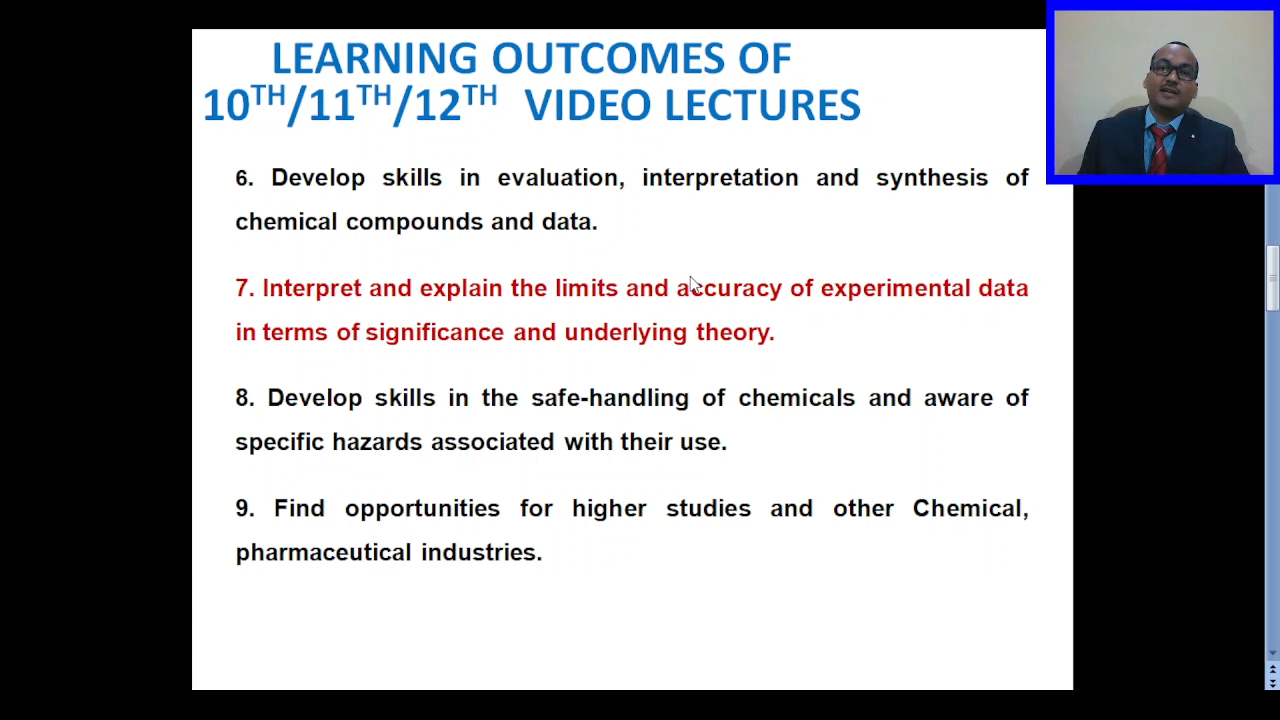 LEARNING OUTCOMES OF
10TH/11TH/12TH VIDEO LECTURES
6. Develop skills in evaluation, interpretation and synthesis of
chemical compounds and data.
7. Interpret and explain the limits and accuracy of experimental data
in terms of significance and underlying theory.
8. Develop skills in the safe-handling of chemicals and aware of
specific hazards associated with their use.
9. Find opportunities for higher studies and other Chemical,
pharmaceutical industries.